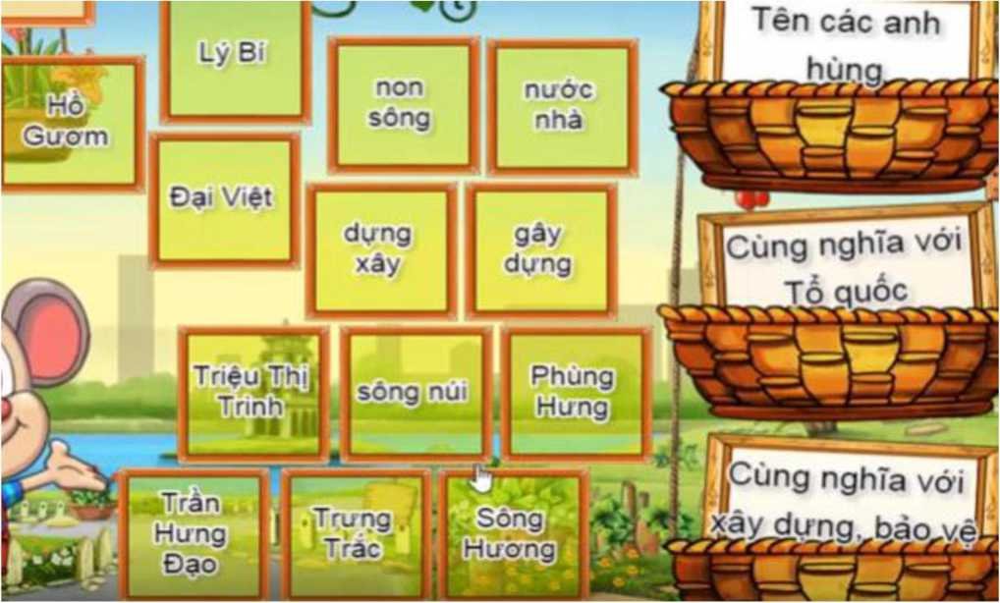 Lý Bí
Hồ
Gươm
non
sông
nước
nhà
Đại Việt
dựng
xây
gây
dựng
Triệu Thị
Trinh
sông núi
Phùng
Hưng
Trần
Hưng
Đạo
Trưng
Trắc
Sông
Hương
Tên các anh
hùng
Cùng nghĩa với
Tổ quốc
Cùng nghĩa với
xây dựng, bảo vệ